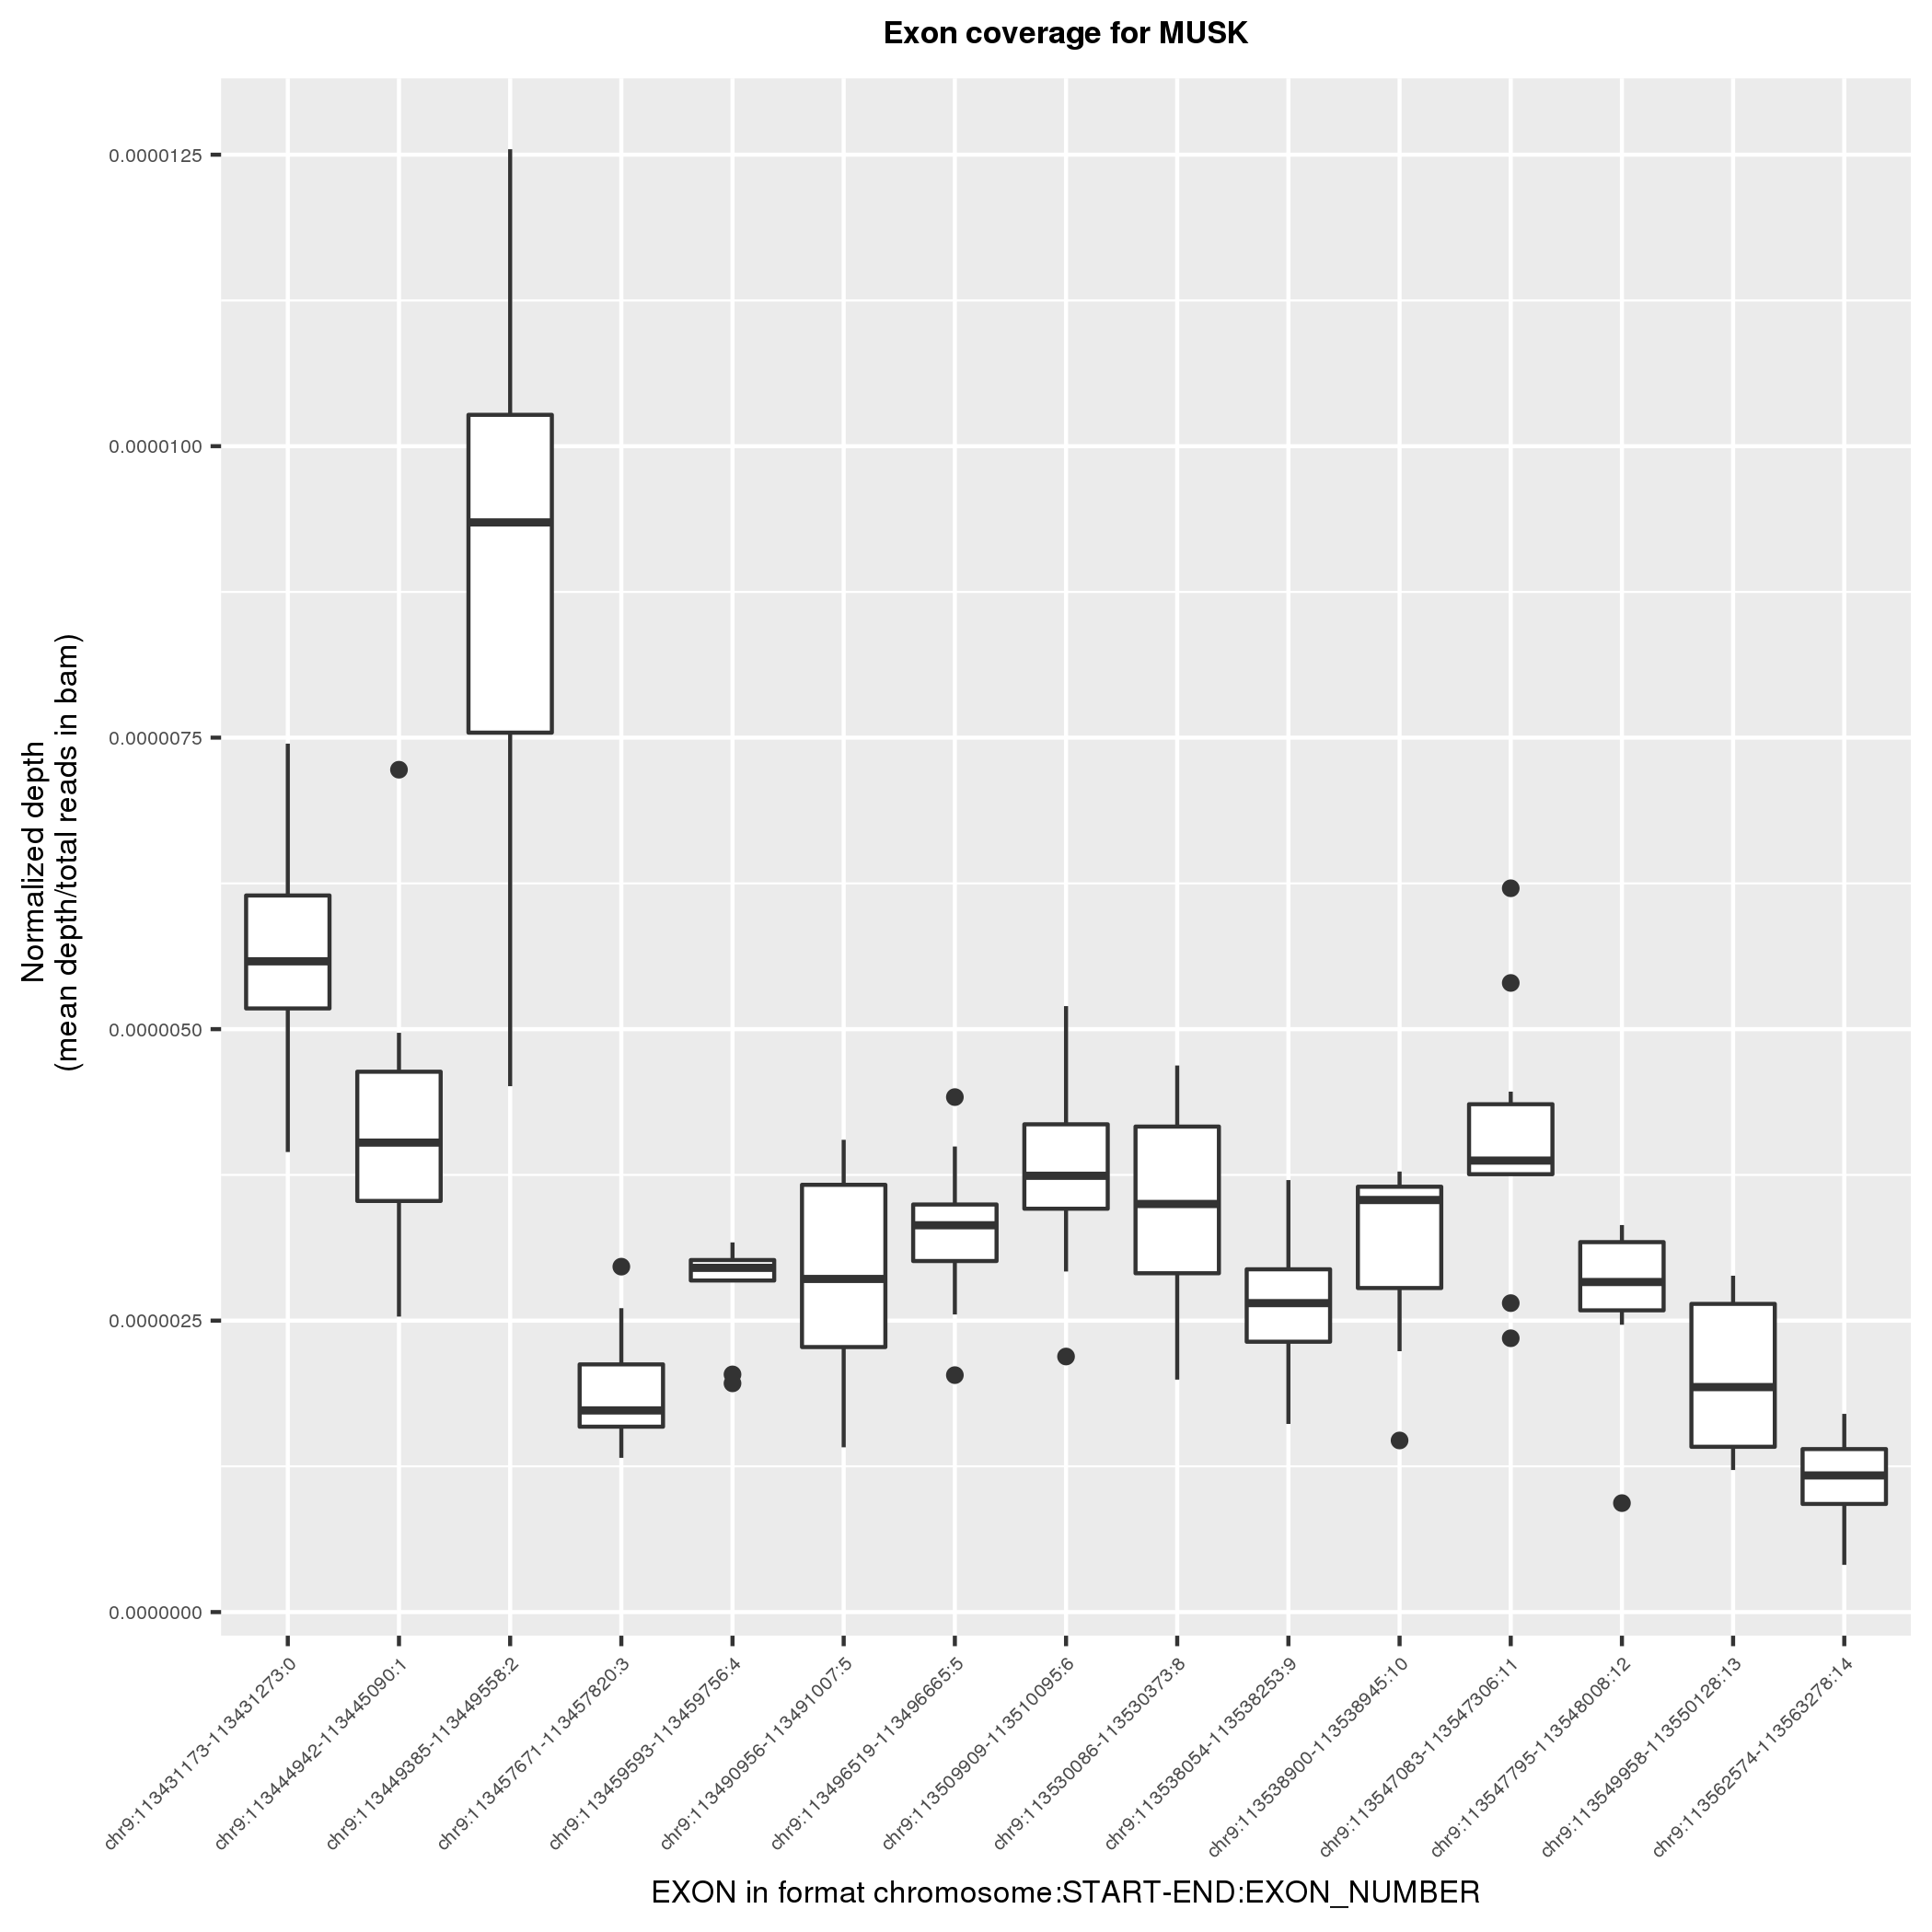 Exon coverage for MUSK
0.0000125
0.0000100
0.0000075
0.0000050
0.0000025
0.0000000
Normalized depth
(mean depth/total reads in bam)
chr9:113431173-113431273:0
chr9:113444942-113445090:1
chr9:113449385-113449558:2
chr9:113457671-113457820:3
chr9:113459593-113459756:4
chr9:113490956-113491007:5
chr9:113496519-113496665:5
chr9:113509909-113510095:6
chr9:113530086-113530373:8
chr9:113538054-113538253:9
chr9:113538900-113538945:10
chr9:113547083-113547306:11
chr9:113547795-113548008:12
chr9:113549958-113550128:13
chr9:113562574-113563278:14
EXON in format chromosome:START-END:EXON_NUMBER